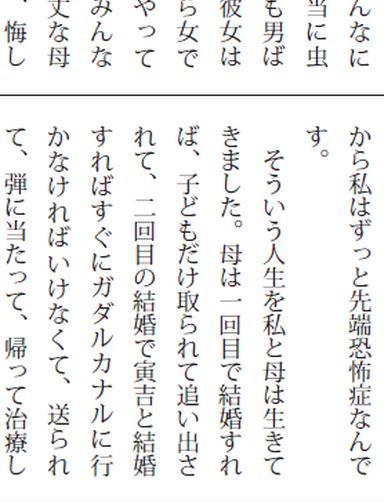 んなに
当に虫
も男ば
彼女は
ら女で
やって
みんな
丈な母
、悔し
から私はずっと先端恐怖症なんで
す。
そういう人生を私と母は生きて
きました。母は一回目で結婚すれ
ば、子どもだけ取られて追い出さ
れて、二回目の結婚で寅吉と結婚
すればすぐにガダルカナルに行
かなければいけなくて、送られ
て、弾に当たって、帰って治療し